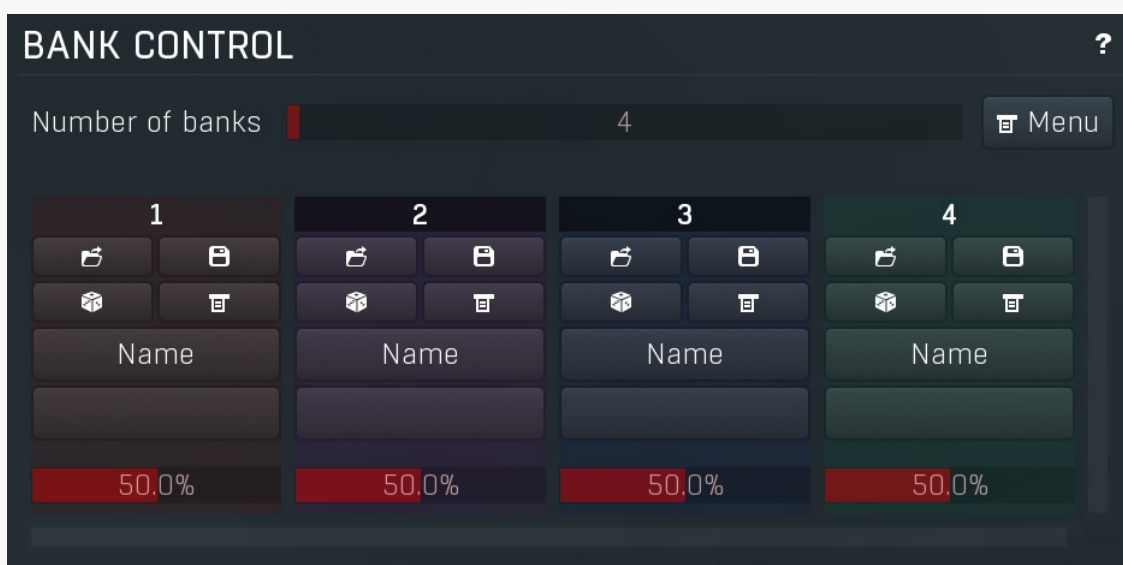 BANK CONTROL ?
Number of banks 4 Menu
1 2 3 4
Name Name Name Name
50.0% 50.0% 50.0% 50.0%